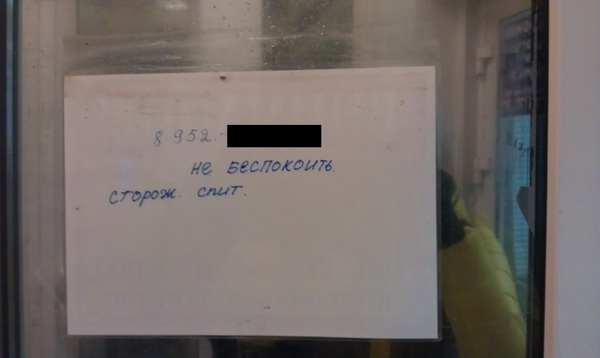 8 952.-
не беспокоить.
сторож. спит.